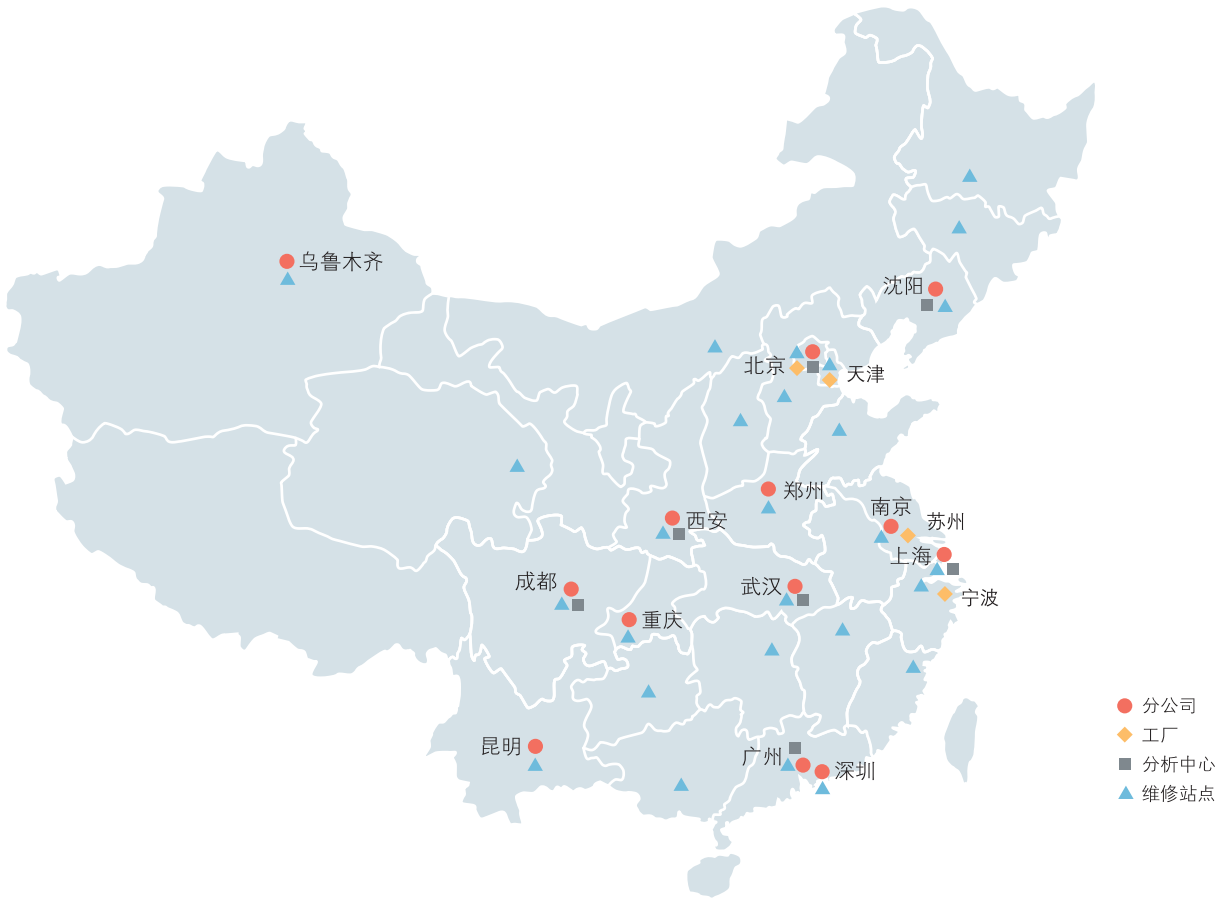 乌鲁木齐
沈阳
北京
天津
郑州
南京
苏州
西安
上海
成都
武汉
宁波
重庆
昆明
广州
深圳
分公司
工厂
分析中心
维修站点